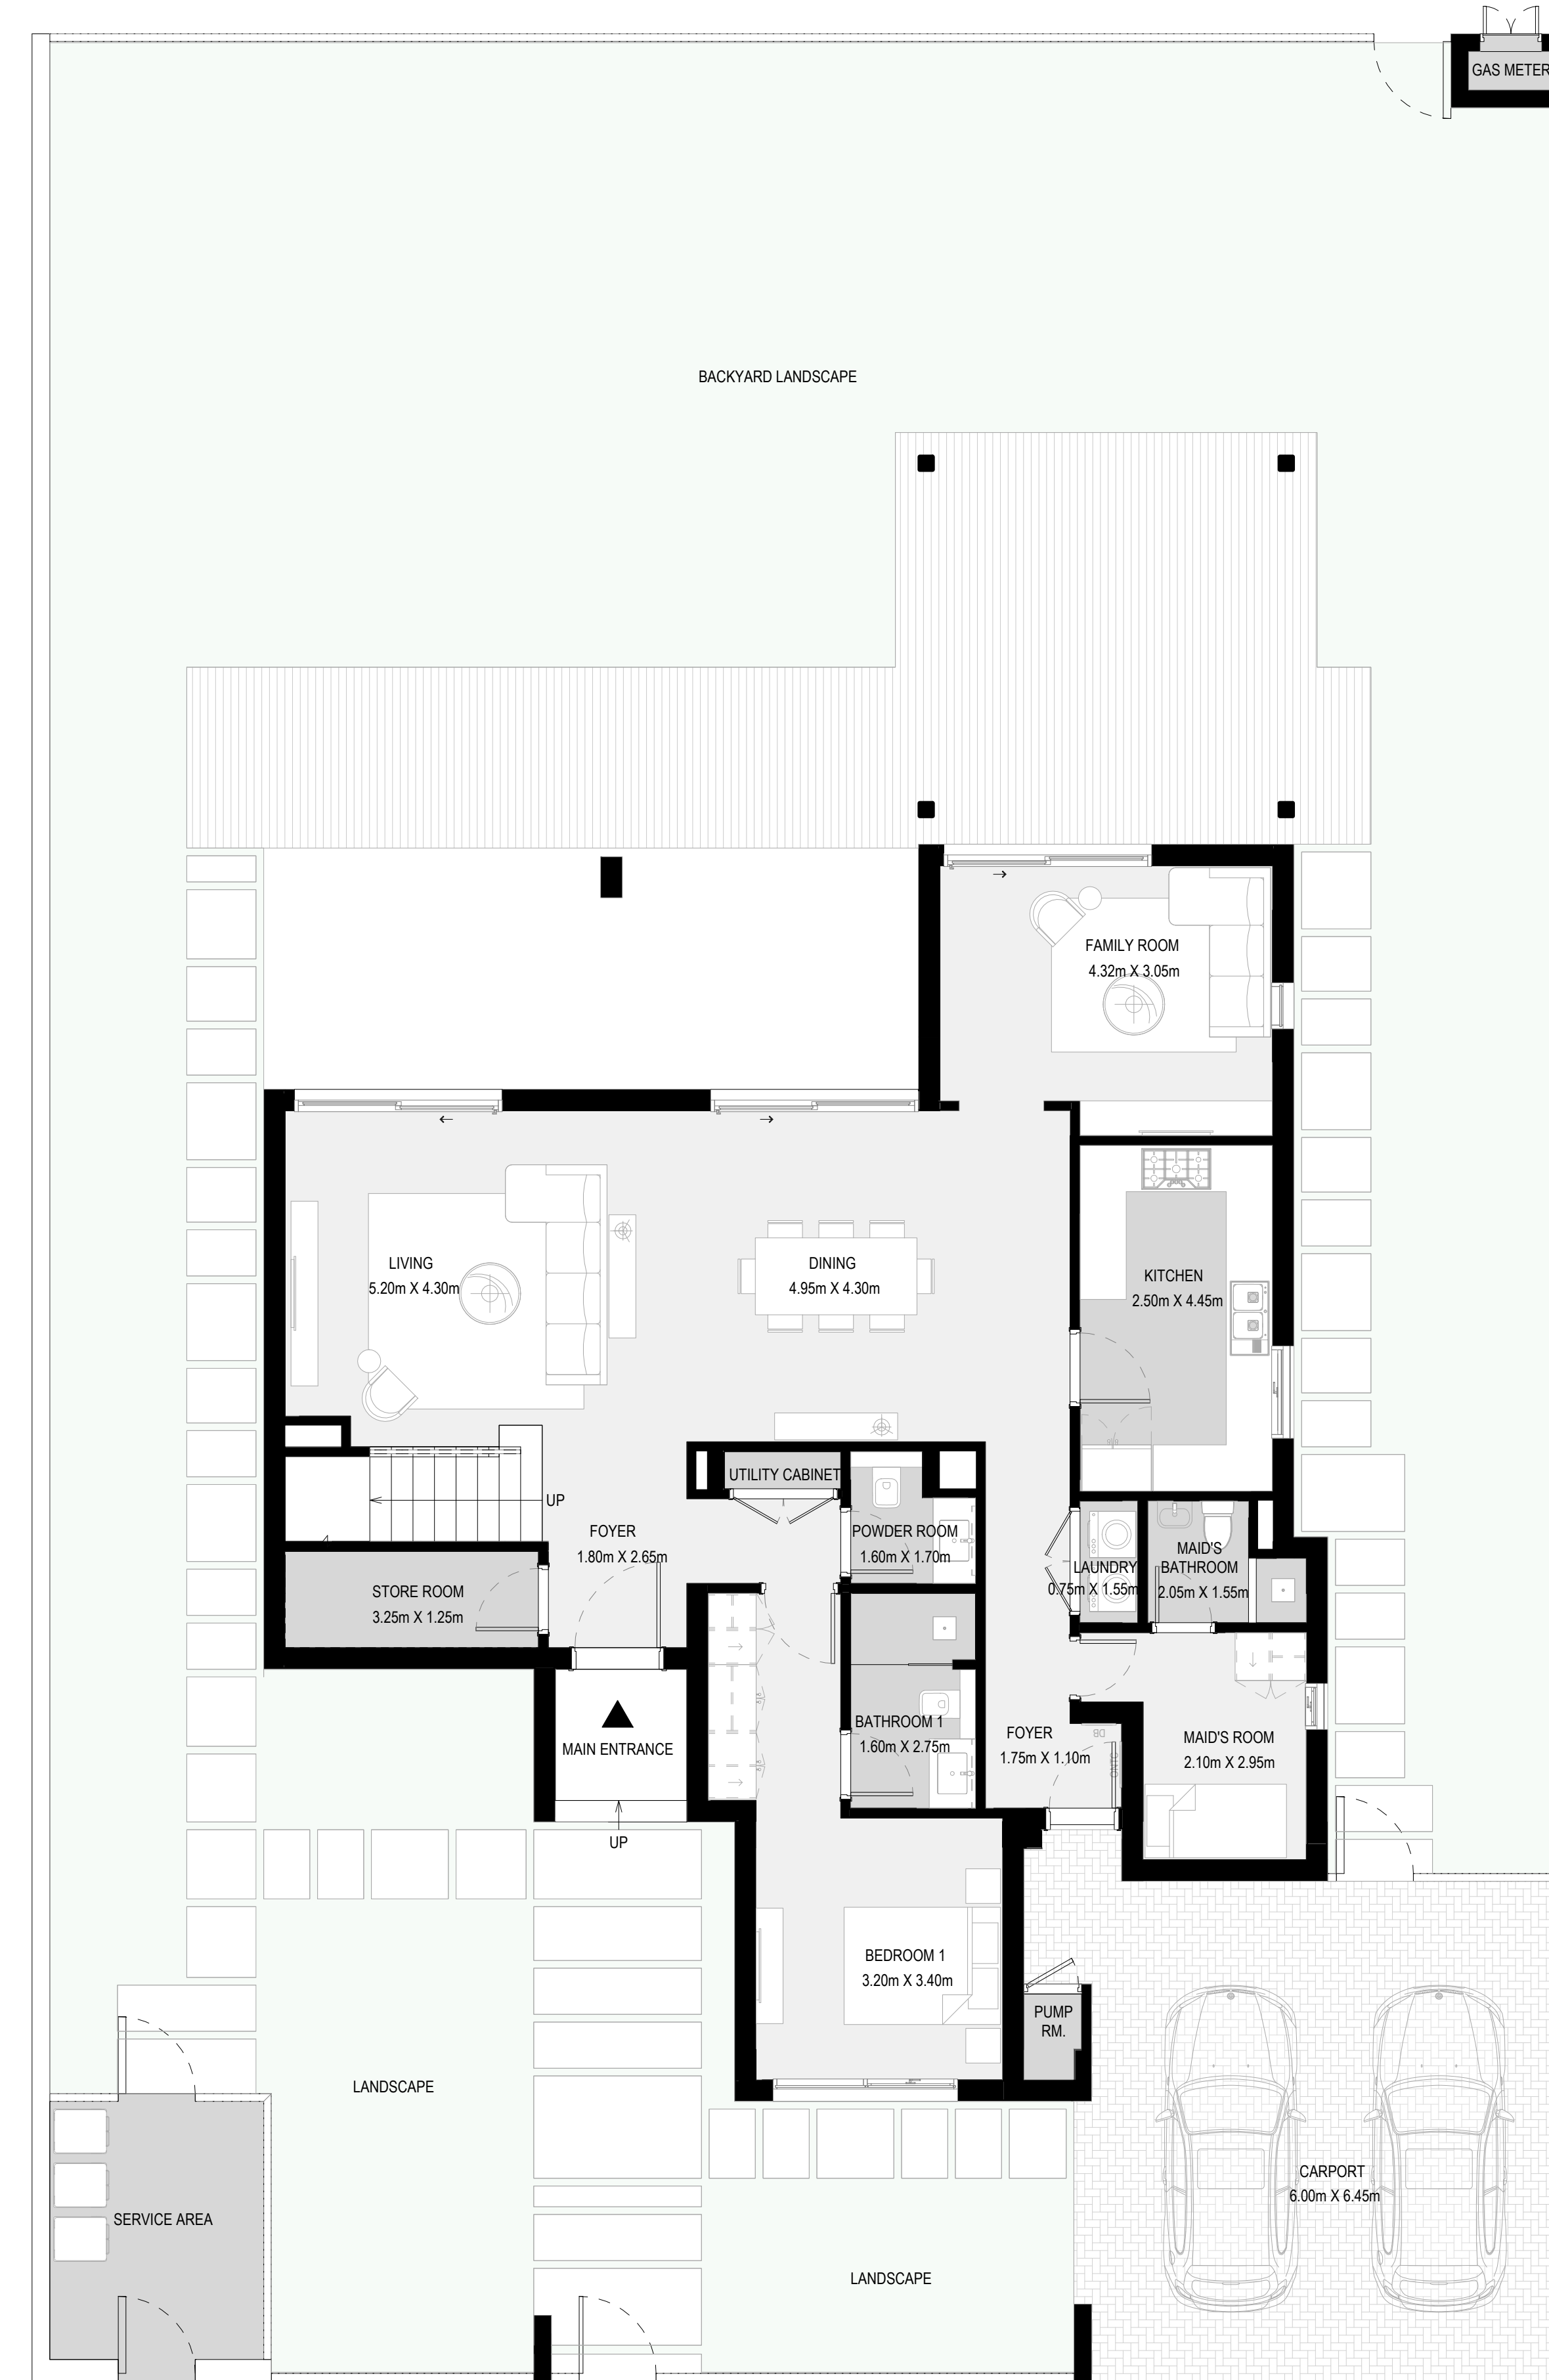 GAS METER
BACKYARD LANDSCAPE
FAMILY ROOM
4.32m X 3.05m
LIVING
5.20m X 4.30m
DINING
4.95m X 4.30m
KITCHEN
2.50m X 4.45m
UTILITY CABINET
UP
FOYER
1.80m X 2.65m
POWDER ROOM
1.60m X 1.70m
LAUNDRY
0.75m X 1.55m
MAID'S
BATHROOM
2.05m X 1.55m
STORE ROOM
3.25m X 1.25m
BATHROOM 1
1.60m X 2.75m
FOYER
1.75m X 1.10m
DB
MAID'S ROOM
2.10m X 2.95m
MAIN ENTRANCE
UP
BEDROOM 1
3.20m X 3.40m
PUMP
RM.
LANDSCAPE
CARPORT
6.00m X 6.45m
SERVICE AREA
LANDSCAPE